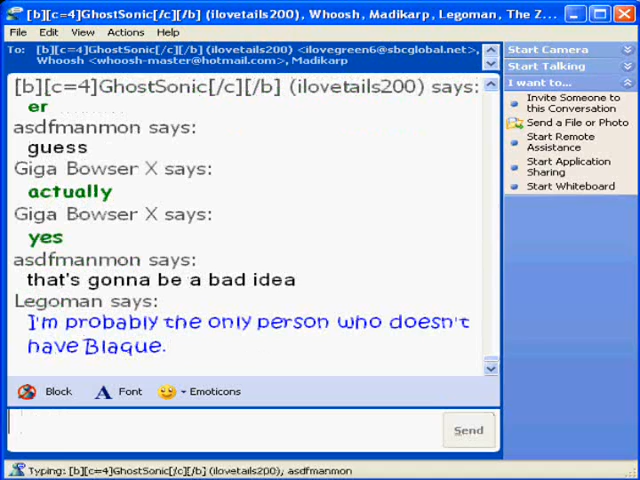 [b][c=4]GhostSonic[/c][/b] (ilovetails200), Whoosh, Madikarp, Legoman, The Z...
File Edit View Actions Help
To: [b][c=4]GhostSonic[/c][/b] (ilovetails200) <ilovegreen6@sbcglobal.net>,
Whoosh <whoosh-master@hotmail.com>, Madikarp
Start Camera
Start Talking
I want to...
Invite Someone to
this Conversation
Send a File or Photo
Start Remote
Assistance
Start Application
Sharing
Start Whiteboard
[b][c=4]GhostSonic[/c][/b] (ilovetails200) says:
er
asdfmanmon says:
guess
Giga Bowser X says:
actually
Giga Bowser X says:
yes
asdfmanmon says:
that's gonna be a bad idea
Legoman says:
I'm probably the only person who doesn't
have Blaque.
Block Font Emoticons
Send
Typing: [b][c=4]GhostSonic[/c][/b] (ilovetails200); asdfmanmon